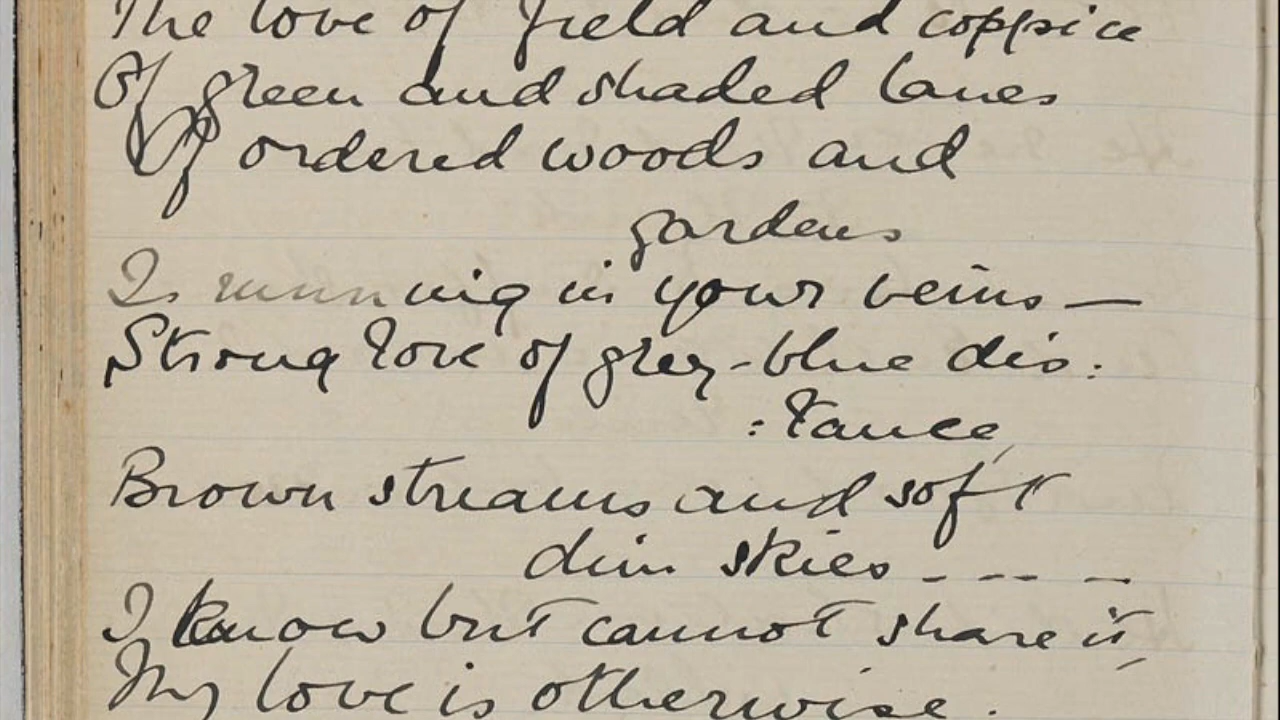 The love of field and coppice
Of green and shaded lanes
Of ordered woods and
gardens
Is running in your veins —
Strong love of grey-blue dis:
:tance,
Brown streams and soft
dim skies - - - -
I know but cannot share it,
My love is otherwise.